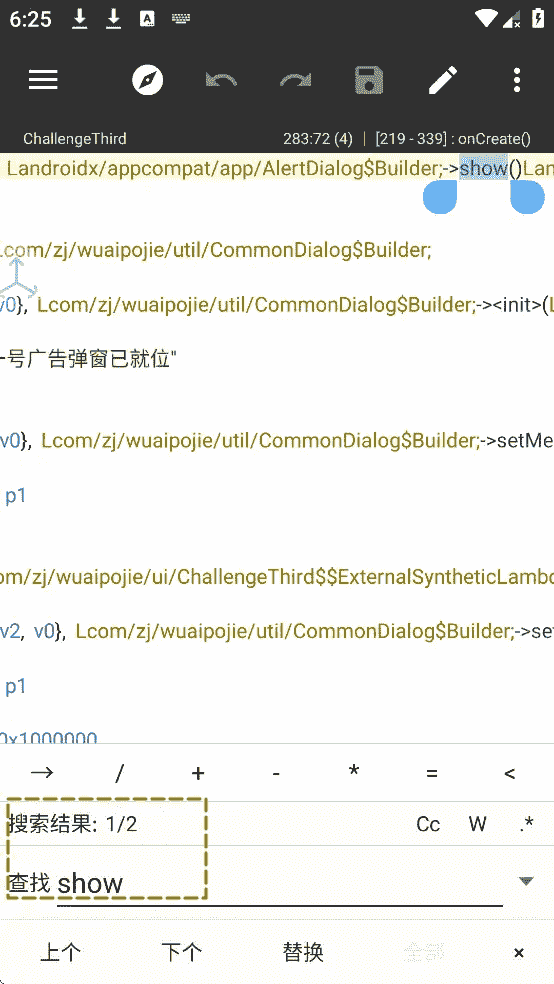 6:25
ChallengeThird 283:72 (4) | [219 - 339] : onCreate()
Landroidx/appcompat/app/AlertDialog$Builder;->show()Lan
.com/zj/wuaipojie/util/CommonDialog$Builder;
v0}, Lcom/zj/wuaipojie/util/CommonDialog$Builder;-><init>(L
一号广告弹窗已就位"
v0}, Lcom/zj/wuaipojie/util/CommonDialog$Builder;->setMe
p1
om/zj/wuaipojie/ui/ChallengeThird$$ExternalSyntheticLambd
v2, v0}, Lcom/zj/wuaipojie/util/CommonDialog$Builder;->set
p1
0x1000000
→ / + - * = <
搜索结果: 1/2 Cc W .*
查找 show
上个 下个 替换 全部 ×